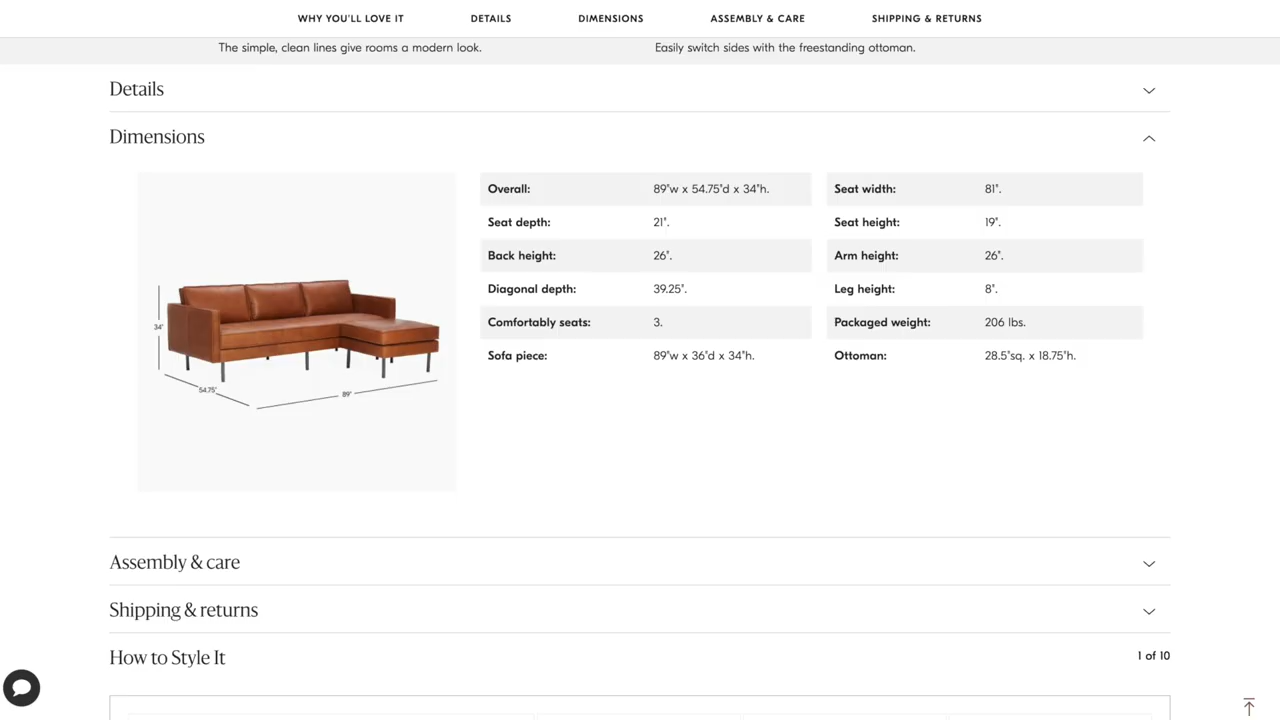 WHY YOU'LL LOVE IT DETAILS DIMENSIONS ASSEMBLY & CARE SHIPPING & RETURNS
The simple, clean lines give rooms a modern look. Easily switch sides with the freestanding ottoman.
Details
Dimensions
Overall: 89"w x 54.75"d x 34"h. Seat width: 81".
Seat depth: 21". Seat height: 19".
Back height: 26". Arm height: 26".
Diagonal depth: 39.25". Leg height: 8".
Comfortably seats: 3. Packaged weight: 206 lbs.
Sofa piece: 89"w x 36"d x 34"h. Ottoman: 28.5"sq. x 18.75"h.
34"
54.75"
89"
Assembly & care
Shipping & returns
How to Style It 1 of 10